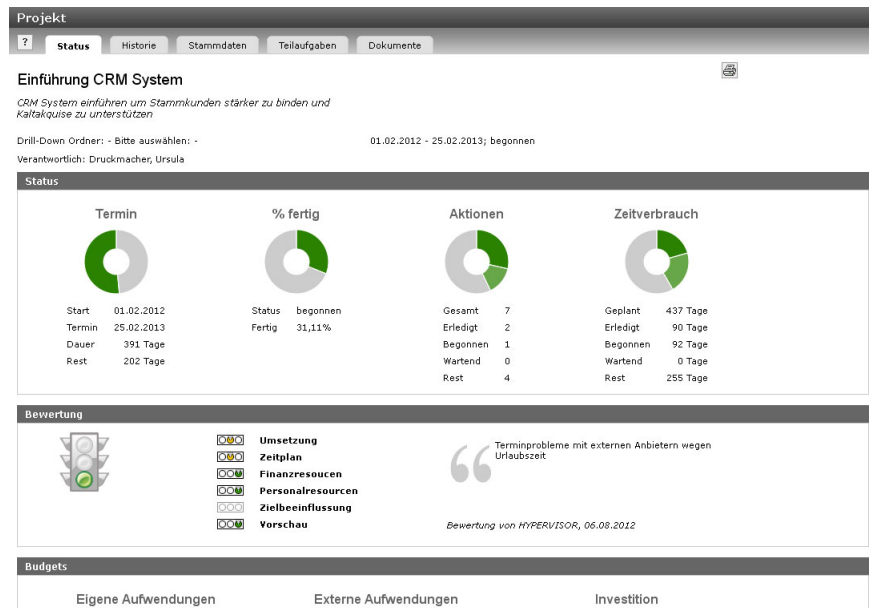 Projekt
? Status Historie Stammdaten Teilaufgaben Dokumente
Einführung CRM System
CRM System einführen um Stammkunden stärker zu binden und
Kaltakquise zu unterstützen
Drill-Down Ordner: - Bitte auswählen: - 01.02.2012 - 25.02.2013; begonnen
Verantwortlich: Druckmacher, Ursula
Status
Termin % fertig Aktionen Zeitverbrauch
Start 01.02.2012 Status begonnen Gesamt 7 Geplant 437 Tage
Termin 25.02.2013 Fertig 31,11% Erledigt 2 Erledigt 90 Tage
Dauer 391 Tage Begonnen 1 Begonnen 92 Tage
Rest 202 Tage Wartend 0 Wartend 0 Tage
Rest 4 Rest 255 Tage
Bewertung
Umsetzung
Zeitplan
Finanzresoucen
Personalresourcen
Zielbeeinflussung
Vorschau
Terminprobleme mit externen Anbietern wegen
Urlaubszeit
Bewertung von HYPERVISOR, 06.08.2012
Budgets
Eigene Aufwendungen Externe Aufwendungen Investition